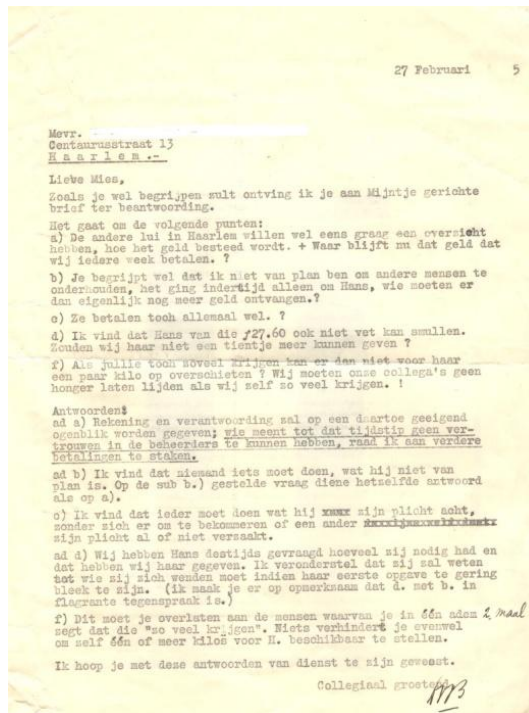 27 Februari 5
Mevr.
Centaurusstraat 13
Haarlem.-
Lieve Mies,
Zoals je wel begrijpen zult ontving ik je aan Mijntje gerichte
brief ter beantwoording.
Het gaat om de volgende punten:
a) De andere lui in Haarlem willen wel eens graag een overzicht
hebben, hoe het geld besteed wordt. + Waar blijft nu dat geld dat
wij iedere week betalen. ?
b) Je begrijpt wel dat ik niet van plan ben om andere mensen te
onderhouden, het ging indertijd alleen om Hans, wie moeten er
dan eigenlijk nog meer geld ontvangen.?
c) Ze betalen toch allemaal wel. ?
d) Ik vind dat Hans van die ƒ27.60 ook niet vet kan smullen.
Zouden wij haar niet een tientje meer kunnen geven ?
f) Als jullie toch zoveel krijgen kan er dan niet voor haar
een paar kilo op overschieten ? Wij moeten onze collega's geen
honger laten lijden als wij zelf zo veel krijgen. !
Antwoorden:
ad a) Rekening en verantwoording zal op een daartoe geeigend
ogenblik worden gegeven; wie meent tot dat tijdstip geen ver-
trouwen in de beheerders te kunnen hebben, raad ik aan verdere
betalingen te staken.
ad b) Ik vind dat niemand iets moet doen, wat hij niet van
plan is. Op de sub b.) gestelde vraag diene hetzelfde antwoord
als op a).
c) Ik vind dat ieder moet doen wat hij zijn plicht acht,
zonder zich er om te bekommeren of een ander
zijn plicht al of niet verzaakt.
ad d) Wij hebben Hans destijds gevraagd hoeveel zij nodig had en
dat hebben wij haar gegeven. Ik veronderstel dat zij zal weten
tot wie zij zich wenden moet indien haar eerste opgave te gering
bleek te zijn. (ik maak je er op opmerkzaam dat d. met b. in
flagrante tegenspraak is.)
f) Dit moet je overlaten aan de mensen waarvan je in één adem 2 maal
zegt dat die "zo veel krijgen". Niets verhindert je evenwel
om zelf één of meer kilos voor H. beschikbaar te stellen.
Ik hoop je met deze antwoorden van dienst te zijn geweest.
Collegiaal groetend,